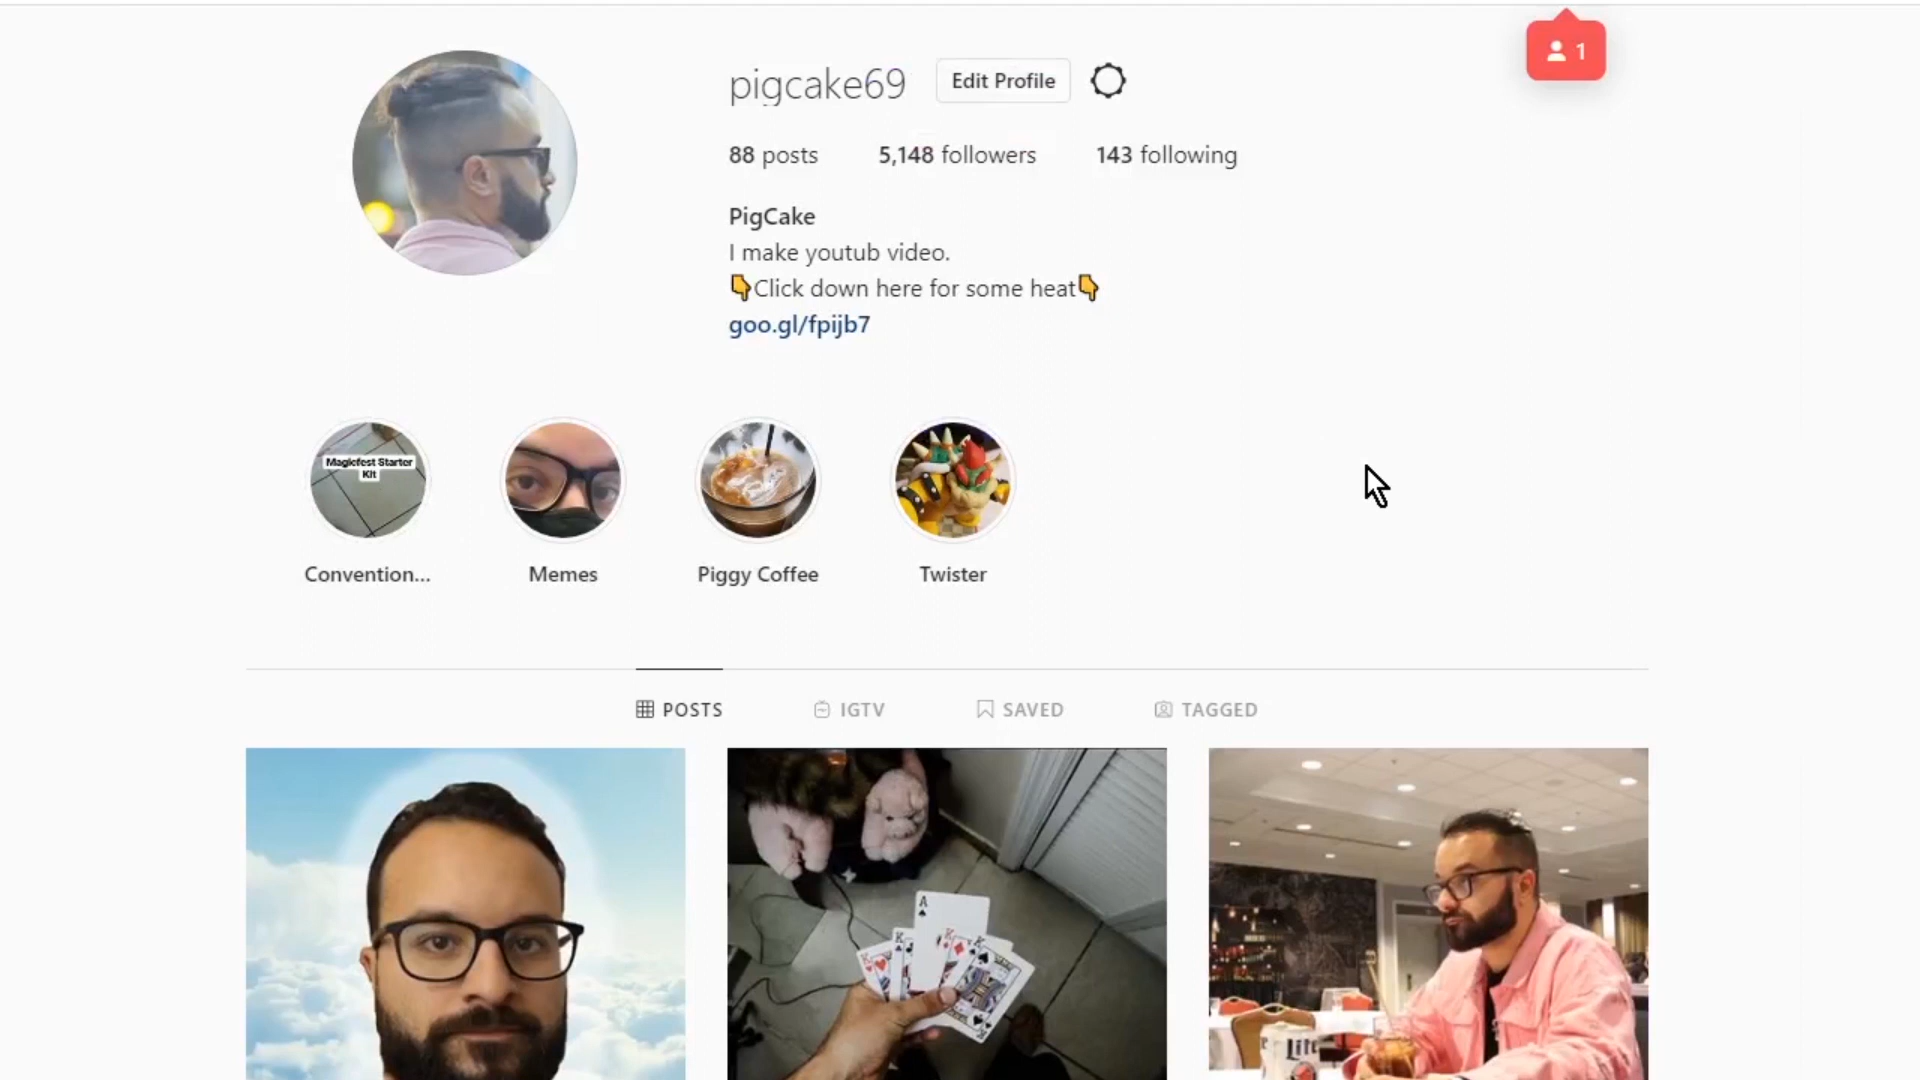 1
pigcake69 Edit Profile
88 posts 5,148 followers 143 following
PigCake
I make youtub video.
👇Click down here for some heat👇
goo.gl/fpijb7
Magicfest Starter
Kit
Convention... Memes Piggy Coffee Twister
POSTS IGTV SAVED TAGGED
A
K K K K
K
Lite